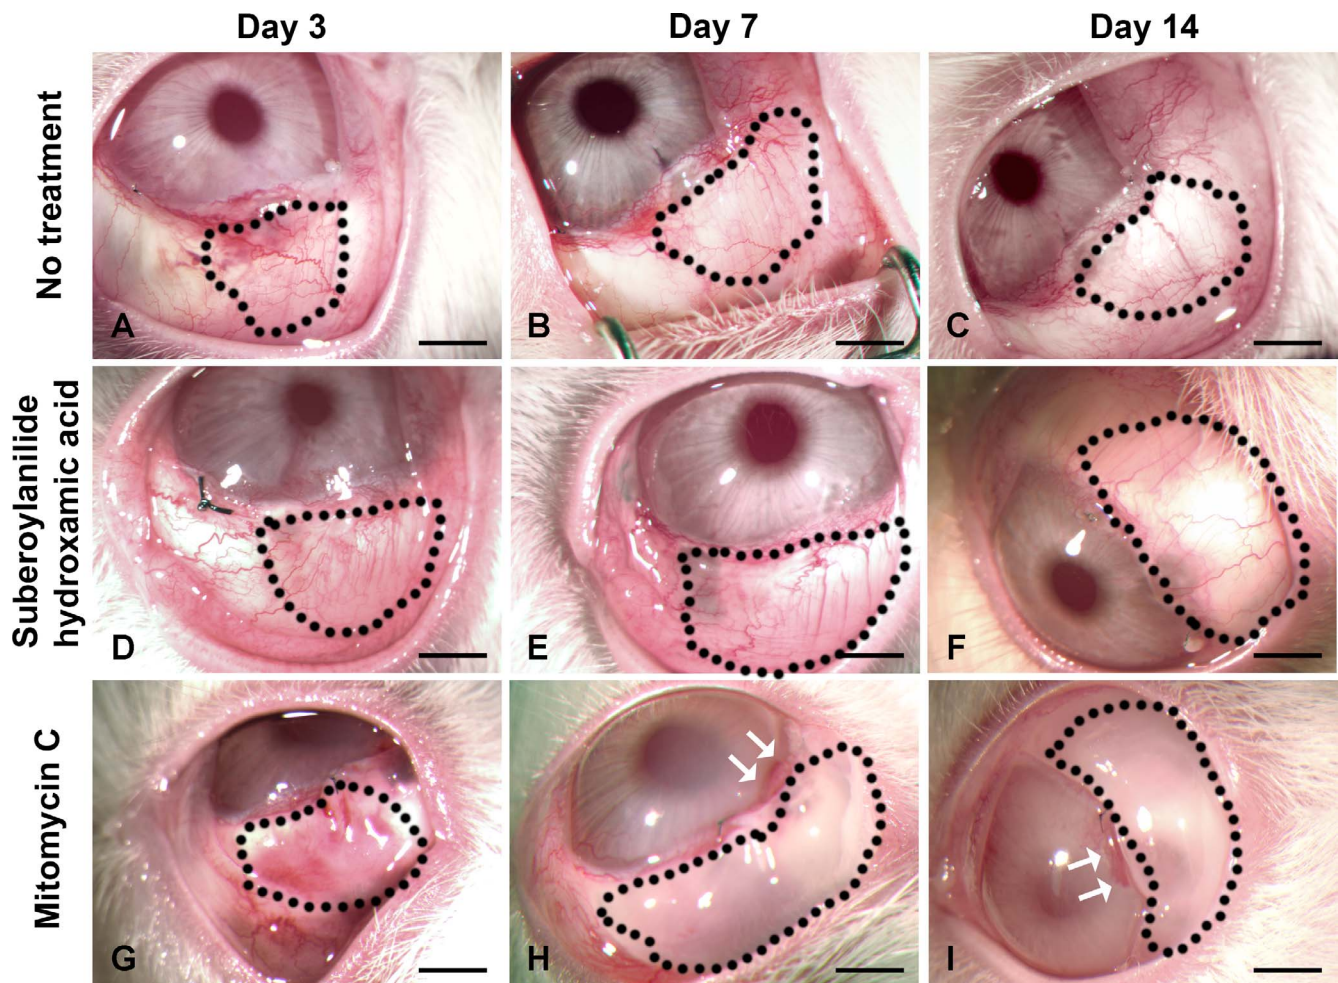 Day 3
Day 7
Day 14
No treatment
A
B
C
Suberoylanilide
hydroxamic acid
D
E
F
Mitomycin C
G
H
I